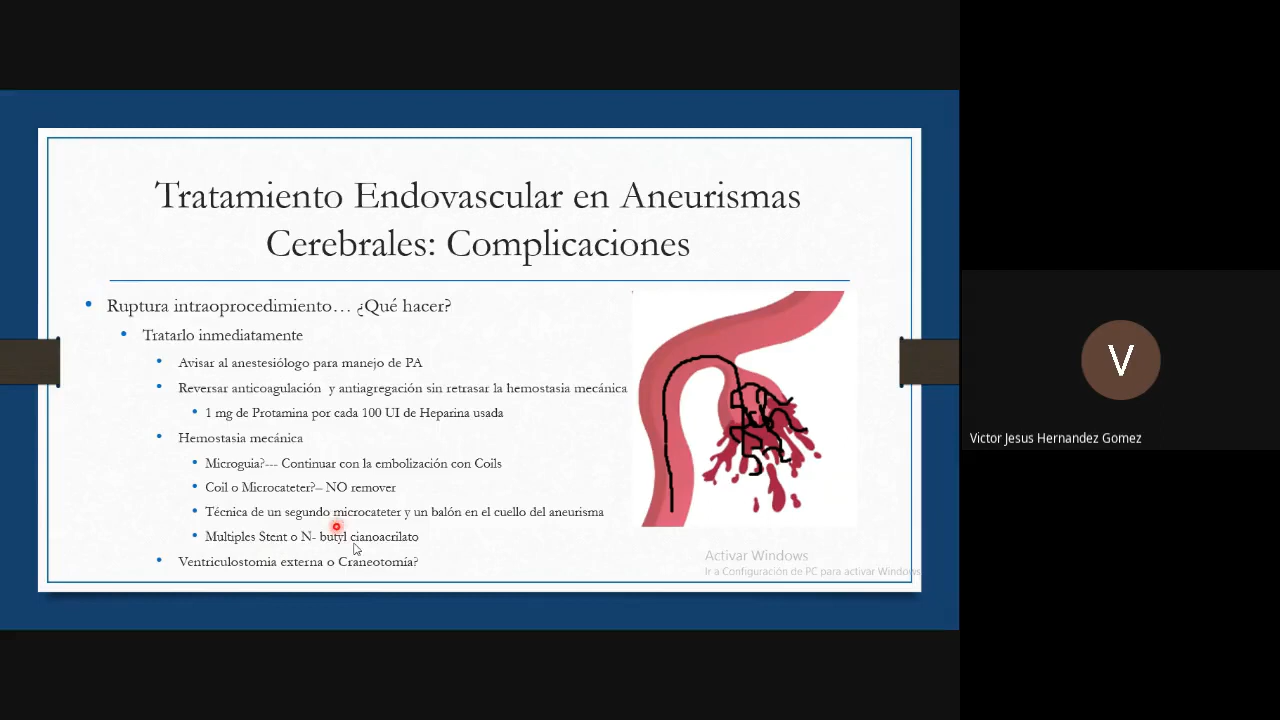 Tratamiento Endovascular en Aneurismas
Cerebrales: Complicaciones
Ruptura intraoprocedimiento… ¿Qué hacer?
Tratarlo inmediatamente
Avisar al anestesiólogo para manejo de PA
Reversar anticoagulación y antiagregación sin retrasar la hemostasia mecánica
1 mg de Protamina por cada 100 UI de Heparina usada
Hemostasia mecánica
Microguia?--- Continuar con la embolización con Coils
Coil o Microcateter?– NO remover
Técnica de un segundo microcateter y un balón en el cuello del aneurisma
Multiples Stent o N- butyl cianoacrilato
Ventriculostomia externa o Craneotomía?
Activar Windows
Ir a Configuración de PC para activar Windows
V
Victor Jesus Hernandez Gomez